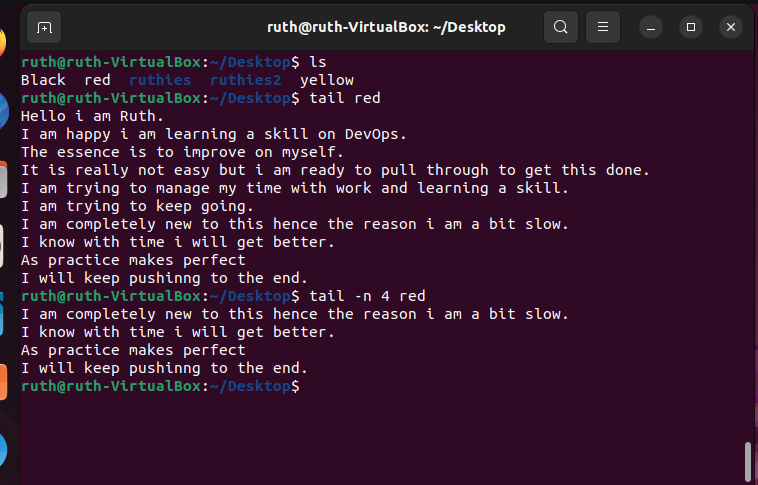 ruth@ruth-VirtualBox: ~/Desktop
ruth@ruth-VirtualBox:~/Desktop$ ls
Black  red  ruthies  ruthies2  yellow
ruth@ruth-VirtualBox:~/Desktop$ tail red
Hello i am Ruth.
I am happy i am learning a skill on DevOps.
The essence is to improve on myself.
It is really not easy but i am ready to pull through to get this done.
I am trying to manage my time with work and learning a skill.
I am trying to keep going.
I am completely new to this hence the reason i am a bit slow.
I know with time i will get better.
As practice makes perfect
I will keep pushinng to the end.
ruth@ruth-VirtualBox:~/Desktop$ tail -n 4 red
I am completely new to this hence the reason i am a bit slow.
I know with time i will get better.
As practice makes perfect
I will keep pushinng to the end.
ruth@ruth-VirtualBox:~/Desktop$